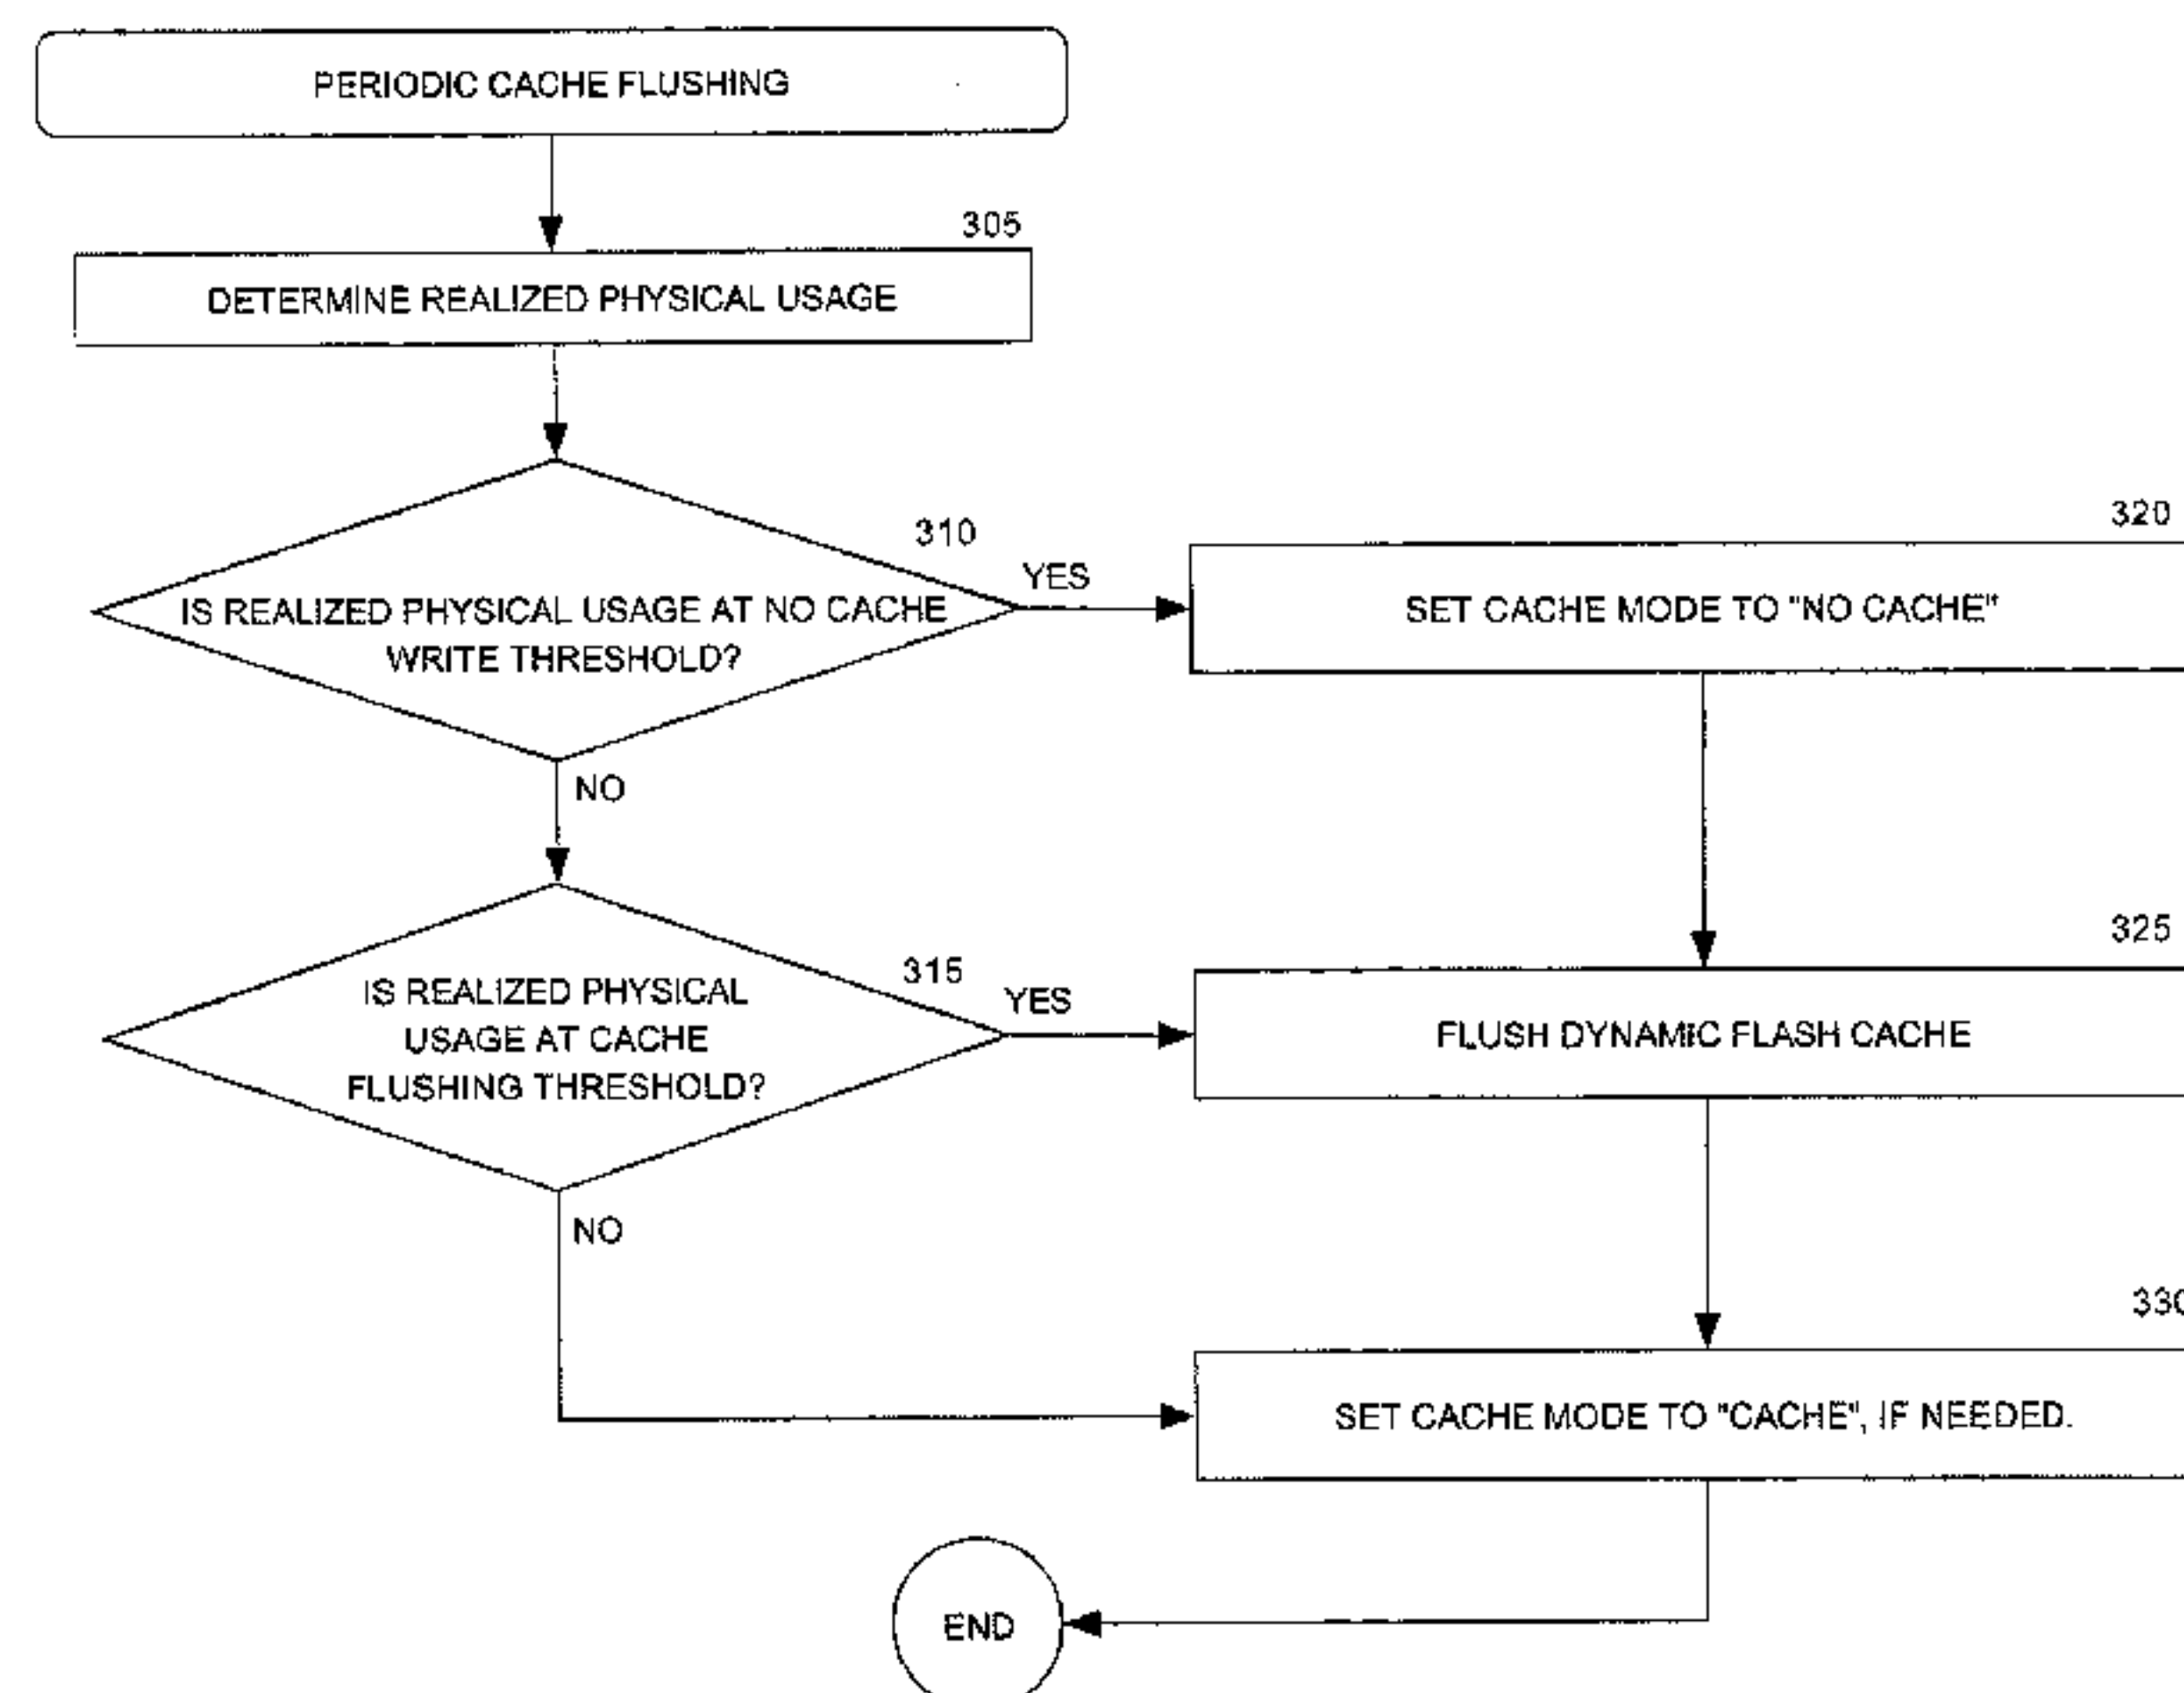 PERIODIC CACHE FLUSHING
305
DETERMINE REALIZED PHYSICAL USAGE
310
YES
IS REALIZED PHYSICAL USAGE AT NO CACHE
WRITE THRESHOLD?
320
SET CACHE MODE TO "NO CACHE"
NO
315
YES
IS REALIZED PHYSICAL
USAGE AT CACHE
FLUSHING THRESHOLD?
325
FLUSH DYNAMIC FLASH CACHE
NO
330
SET CACHE MODE TO "CACHE", IF NEEDED.
END